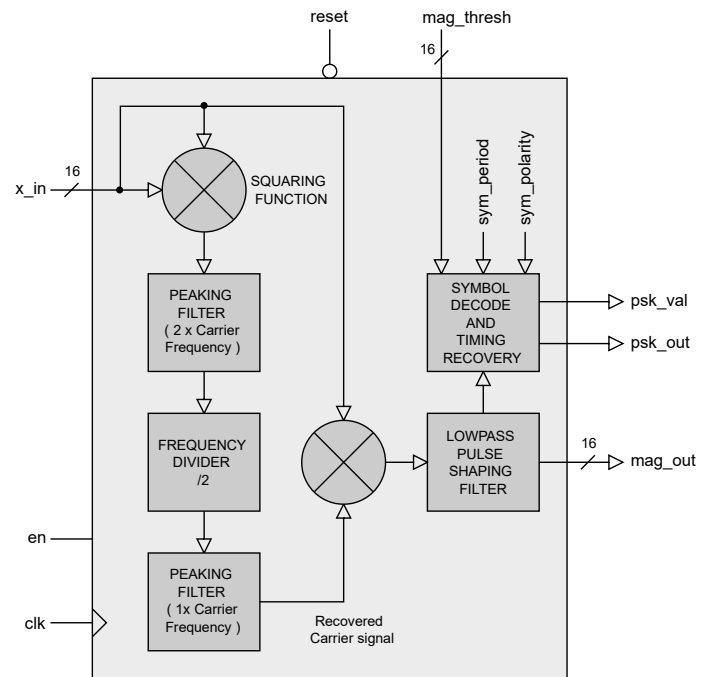 reset
mag_thresh
16
sym_period
sym_polarity
x_in
16
SQUARING
FUNCTION
PEAKING
FILTER
( 2 x Carrier
Frequency )
SYMBOL
DECODE
AND
TIMING
RECOVERY
psk_val
psk_out
FREQUENCY
DIVIDER
/2
LOWPASS
PULSE
SHAPING
FILTER
16
mag_out
en
PEAKING
FILTER
( 1x Carrier
Frequency )
clk
Recovered
Carrier signal